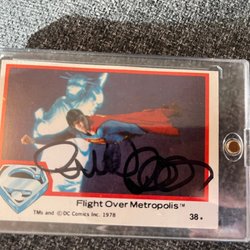 Flight Over Metropolis™
TMs and ©DC Comics Inc. 1978
38.